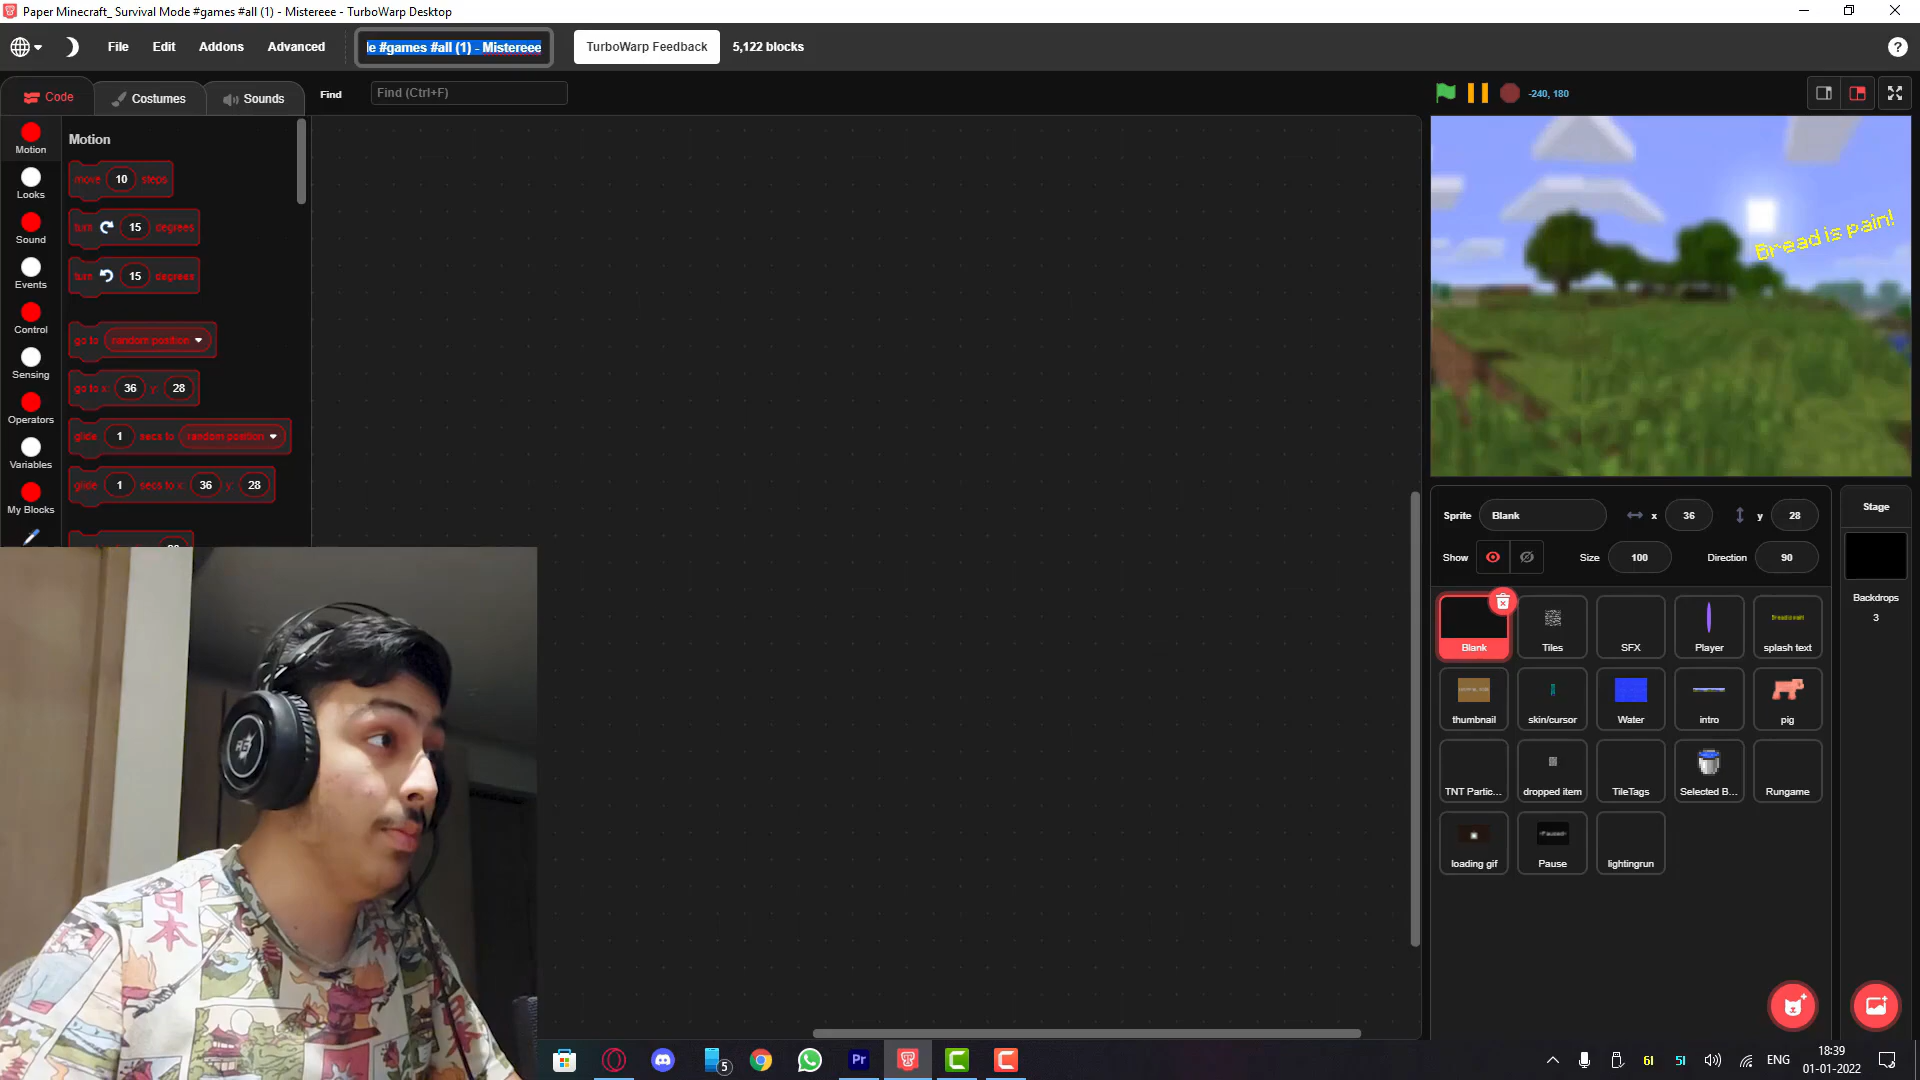 Paper Minecraft_ Survival Mode #games #all (1) - Mistereee - TurboWarp Desktop
File Edit Addons Advanced
le #games #all (1) - Mistereee
TurboWarp Feedback
5,122 blocks
Code
Costumes
Sounds
Find
Find (Ctrl+F)
-240, 180
Motion
Looks
Sound
Events
Control
Sensing
Operators
Variables
My Blocks
Motion
move 10 steps
turn 15 degrees
turn 15 degrees
go to random position
go to x: 36 y: 28
glide 1 secs to random position
glide 1 secs to x: 36 y: 28
Bread is pain!
Sprite Blank x 36 y 28
Show Size 100 Direction 90
Stage
Backdrops
3
Blank
Tiles
SFX
Player
splash text
thumbnail
skin/cursor
Water
intro
pig
TNT Partic...
dropped item
TileTags
Selected B...
Rungame
loading gif
Pause
lightingrun
日本
5
Pr
6I
5I
ENG
18:39
01-01-2022